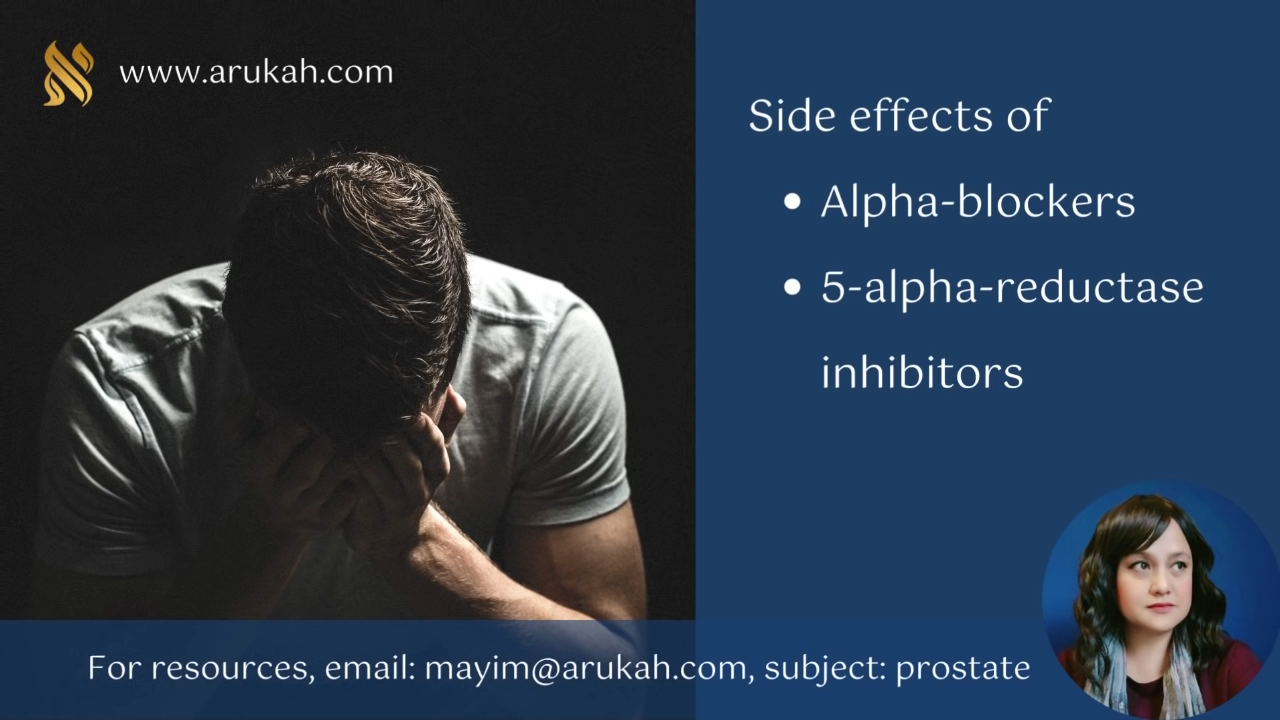 www.arukah.com
Side effects of
• Alpha-blockers
• 5-alpha-reductase
inhibitors
For resources, email: mayim@arukah.com, subject: prostate